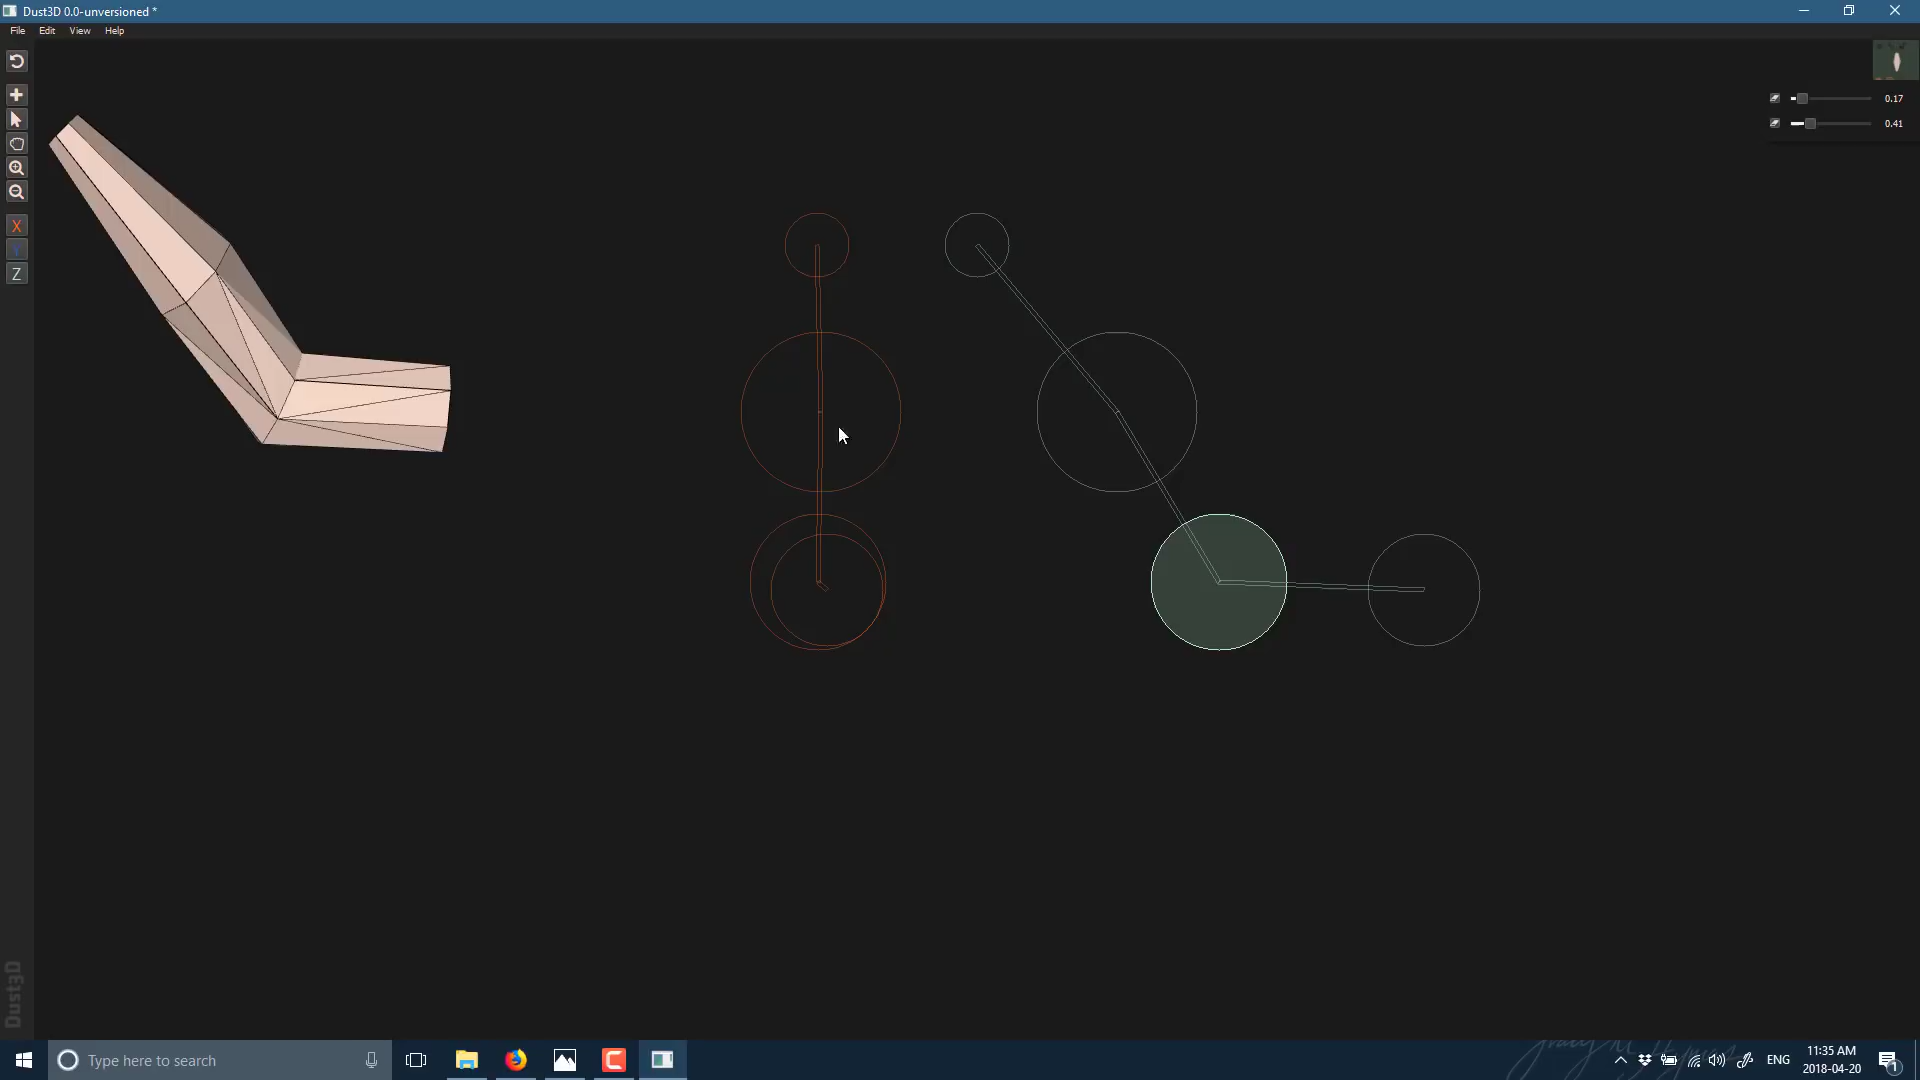 Dust3D 0.0-unversioned *
File Edit View Help
0.17
0.41
X
Y
Z
Dust3D
Type here to search
ENG
11:35 AM
2018-04-20
1